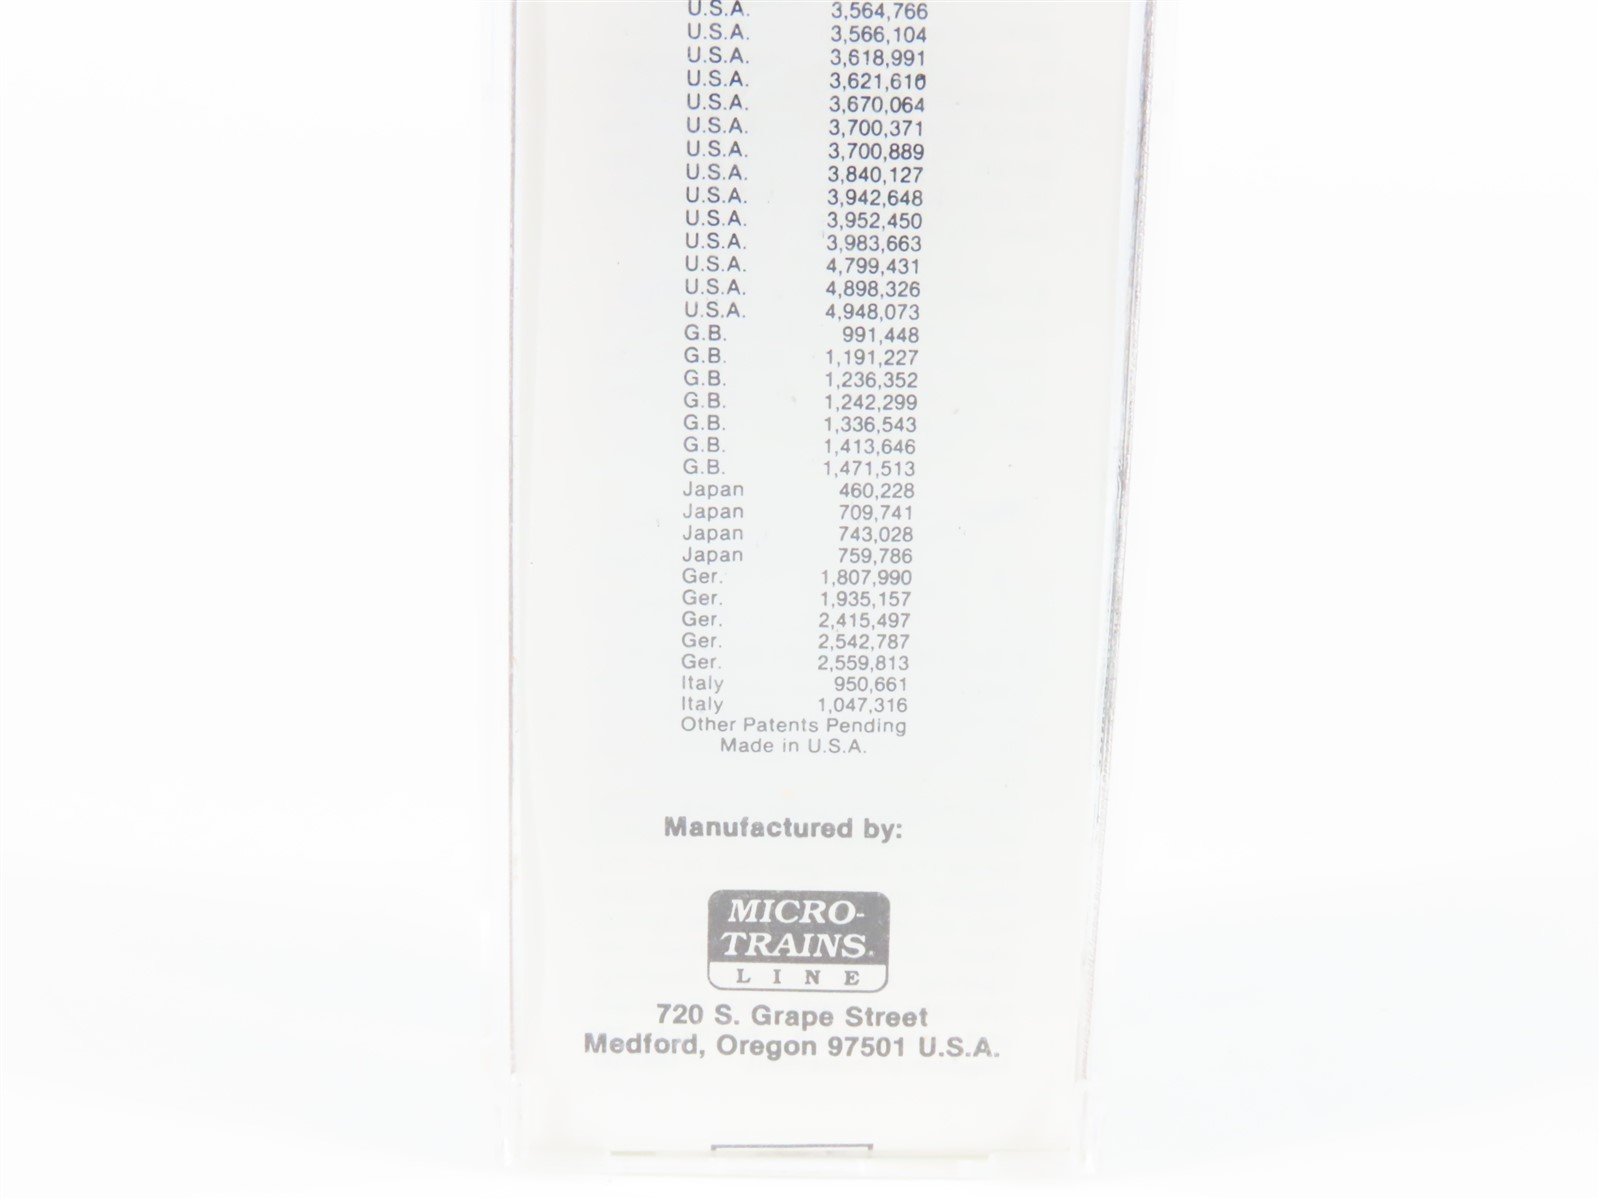 U.S.A. 3,564,766
U.S.A. 3,566,104
U.S.A. 3,618,991
U.S.A. 3,621,610
U.S.A. 3,670,064
U.S.A. 3,700,371
U.S.A. 3,700,889
U.S.A. 3,840,127
U.S.A. 3,942,648
U.S.A. 3,952,450
U.S.A. 3,983,663
U.S.A. 4,799,431
U.S.A. 4,898,326
U.S.A. 4,948,073
G.B. 991,448
G.B. 1,191,227
G.B. 1,236,352
G.B. 1,242,299
G.B. 1,336,543
G.B. 1,413,646
G.B. 1,471,513
Japan 460,228
Japan 709,741
Japan 743,028
Japan 759,786
Ger. 1,807,990
Ger. 1,935,157
Ger. 2,415,497
Ger. 2,542,787
Ger. 2,559,813
Italy 950,661
Italy 1,047,316
Other Patents Pending
Made in U.S.A.
Manufactured by:
MICRO-
TRAINS®
LINE
720 S. Grape Street
Medford, Oregon 97501 U.S.A.